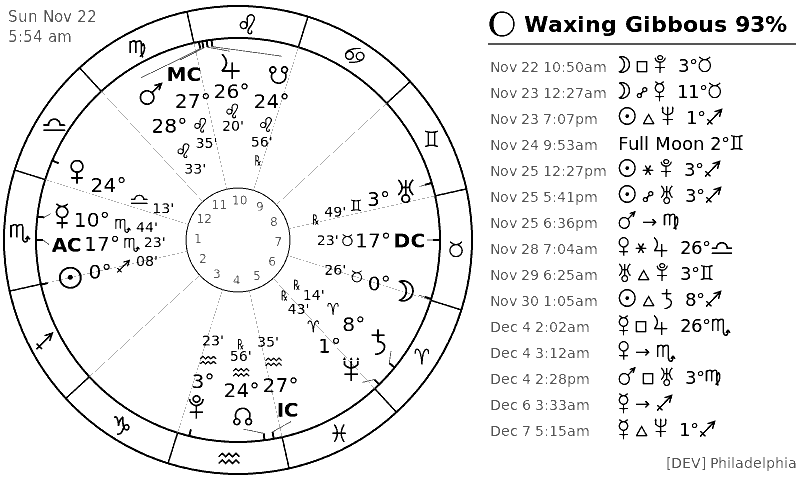 Sun Nov 22
5:54 am
Waxing Gibbous 93%
Nov 22 10:50am ☽ □ ♇ 3°♉
Nov 23 12:27am ☽ ☍ ☿ 11°♉
Nov 23 7:07pm ☉ △ ♆ 1°♐
Nov 24 9:53am Full Moon 2°♊
Nov 25 12:27pm ☉ ⚹ ♇ 3°♐
Nov 25 5:41pm ☉ ☍ ♅ 3°♐
Nov 25 6:36pm ♂ → ♍
Nov 28 7:04am ♀ ⚹ ♃ 26°♎
Nov 29 6:25am ♅ △ ♇ 3°♊
Nov 30 1:05am ☉ △ ♄ 8°♐
Dec 4 2:02am ☿ □ ♃ 26°♏
Dec 4 3:12am ♀ → ♏
Dec 4 2:28pm ♂ □ ♅ 3°♍
Dec 6 3:33am ☿ → ♐
Dec 7 5:15am ☿ △ ♆ 1°♐
[DEV] Philadelphia
♌
♍
♋
♎
♊
♏
♉
♐
♈
♑
♓
♒
MC 27° ♌ 35'
♂ 28° ♌ 33'
♃ 26° ♌ 20'
☋ 24° ♌ 56' ℞
♀ 24° ♎ 13'
☿ 10° ♏ 44'
AC 17° ♏ 23'
☉ 0° ♐ 08'
℞ 49' ♊ 3° ♅
23' ♉ 17° DC
26' ♉ 0° ☽
℞ 14' ♈ 8° ♄
℞ 43' ♈ 1° ♆
23' ♒ 3° ♇
℞ 56' ♒ 24° ☊
35' ♒ 27° IC
11 10 9
12 8
1 7
2 6
3 4 5